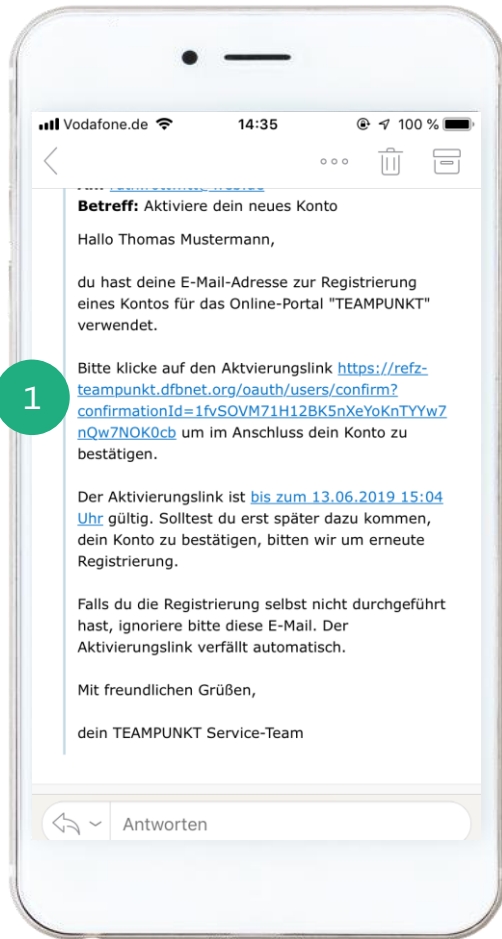 Vodafone.de 14:35 100 %
Betreff: Aktiviere dein neues Konto
Hallo Thomas Mustermann,
du hast deine E-Mail-Adresse zur Registrierung
eines Kontos für das Online-Portal "TEAMPUNKT"
verwendet.
1
Bitte klicke auf den Aktvierungslink https://refz-
teampunkt.dfbnet.org/oauth/users/confirm?
confirmationId=1fvSOVM71H12BK5nXeYoKnTYYw7
nQw7NOK0cb um im Anschluss dein Konto zu
bestätigen.
Der Aktivierungslink ist bis zum 13.06.2019 15:04
Uhr gültig. Solltest du erst später dazu kommen,
dein Konto zu bestätigen, bitten wir um erneute
Registrierung.
Falls du die Registrierung selbst nicht durchgeführt
hast, ignoriere bitte diese E-Mail. Der
Aktivierungslink verfällt automatisch.
Mit freundlichen Grüßen,
dein TEAMPUNKT Service-Team
Antworten